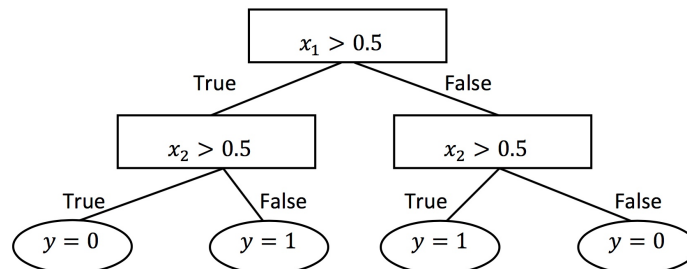 x₁ > 0.5
True False
x₂ > 0.5 x₂ > 0.5
True False True False
y = 0 y = 1 y = 1 y = 0